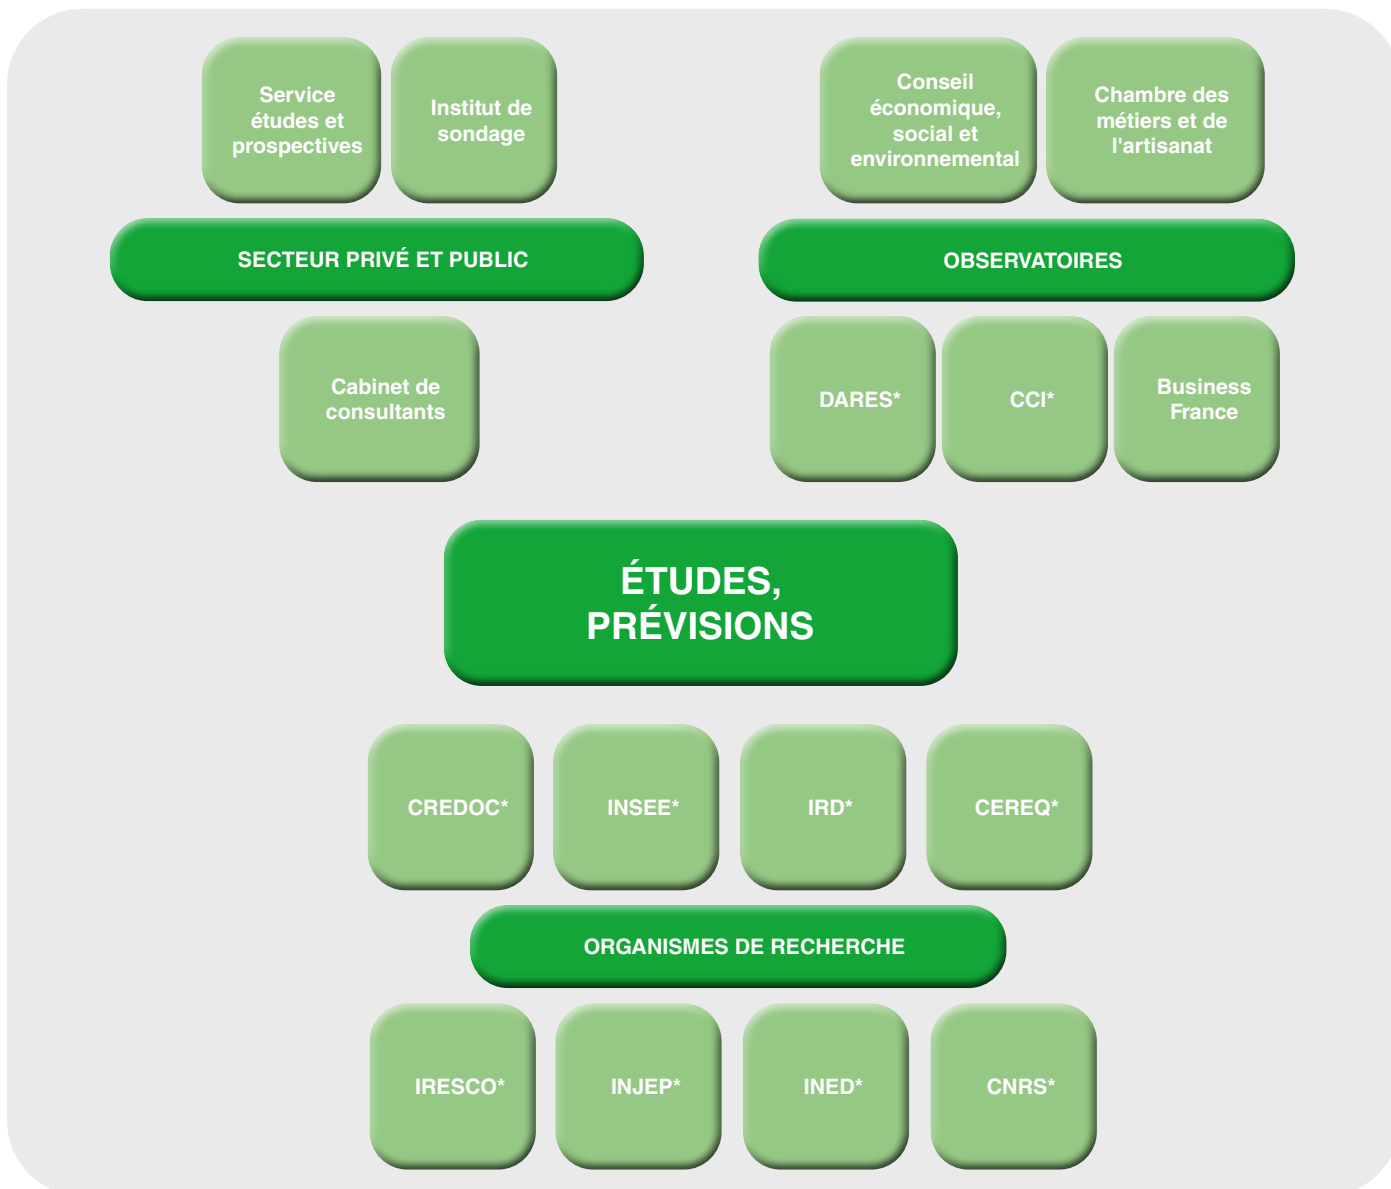 Service
études et
prospectives
Institut de
sondage
SECTEUR PRIVÉ ET PUBLIC
Cabinet de
consultants
Conseil
économique,
social et
environnemental
Chambre des
métiers et de
l'artisanat
OBSERVATOIRES
DARES*
CCI*
Business
France
ÉTUDES,
PRÉVISIONS
CREDOC*
INSEE*
IRD*
CEREQ*
ORGANISMES DE RECHERCHE
IRESCO*
INJEP*
INED*
CNRS*